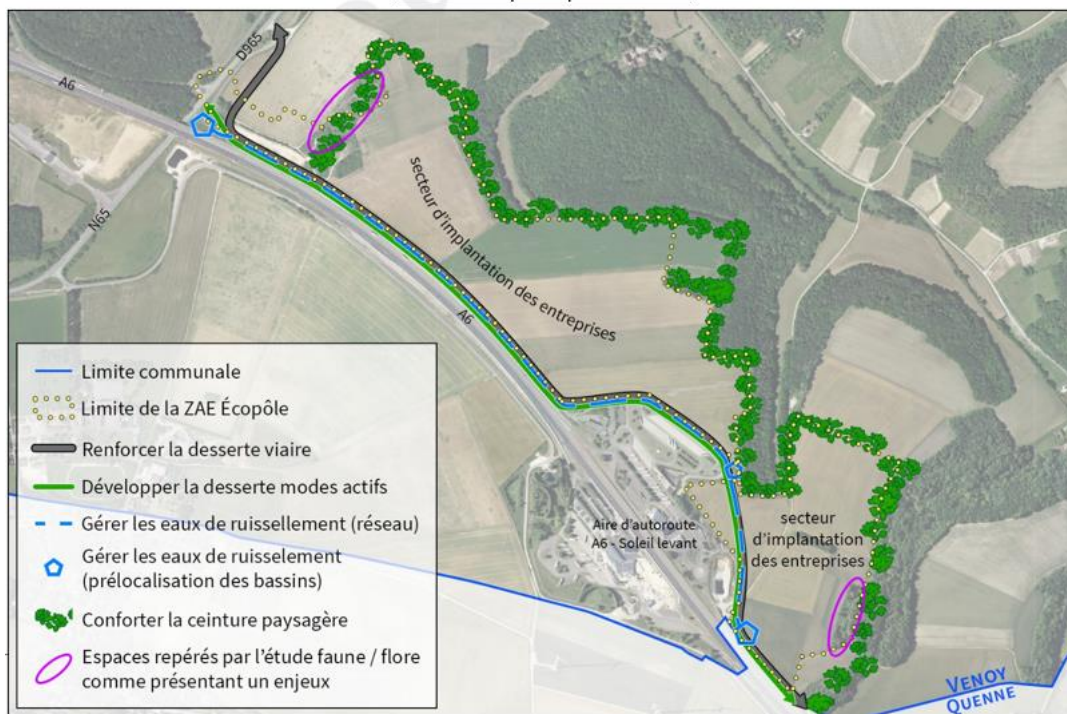 D965
A6
N65
secteur d'implantation des entreprises
A6
Limite communale
Limite de la ZAE Écopôle
Renforcer la desserte viaire
Développer la desserte modes actifs
Gérer les eaux de ruissellement (réseau)
Gérer les eaux de ruisselement
(prélocalisation des bassins)
Conforter la ceinture paysagère
Espaces repérés par l'étude faune / flore
comme présentant un enjeux
Aire d'autoroute
A6 - Soleil levant
secteur
d'implantation
des entreprises
VENOY
QUENNE